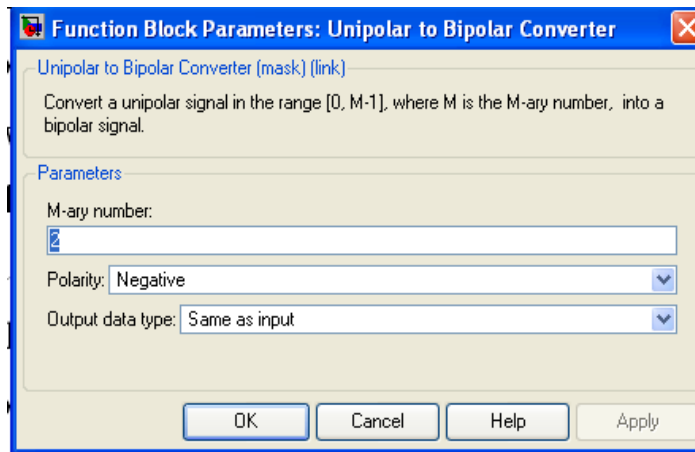 Function Block Parameters: Unipolar to Bipolar Converter
Unipolar to Bipolar Converter (mask) (link)
Convert a unipolar signal in the range [0, M-1], where M is the M-ary number, into a
bipolar signal.
Parameters
M-ary number:
2
Polarity: Negative
Output data type: Same as input
OK Cancel Help Apply